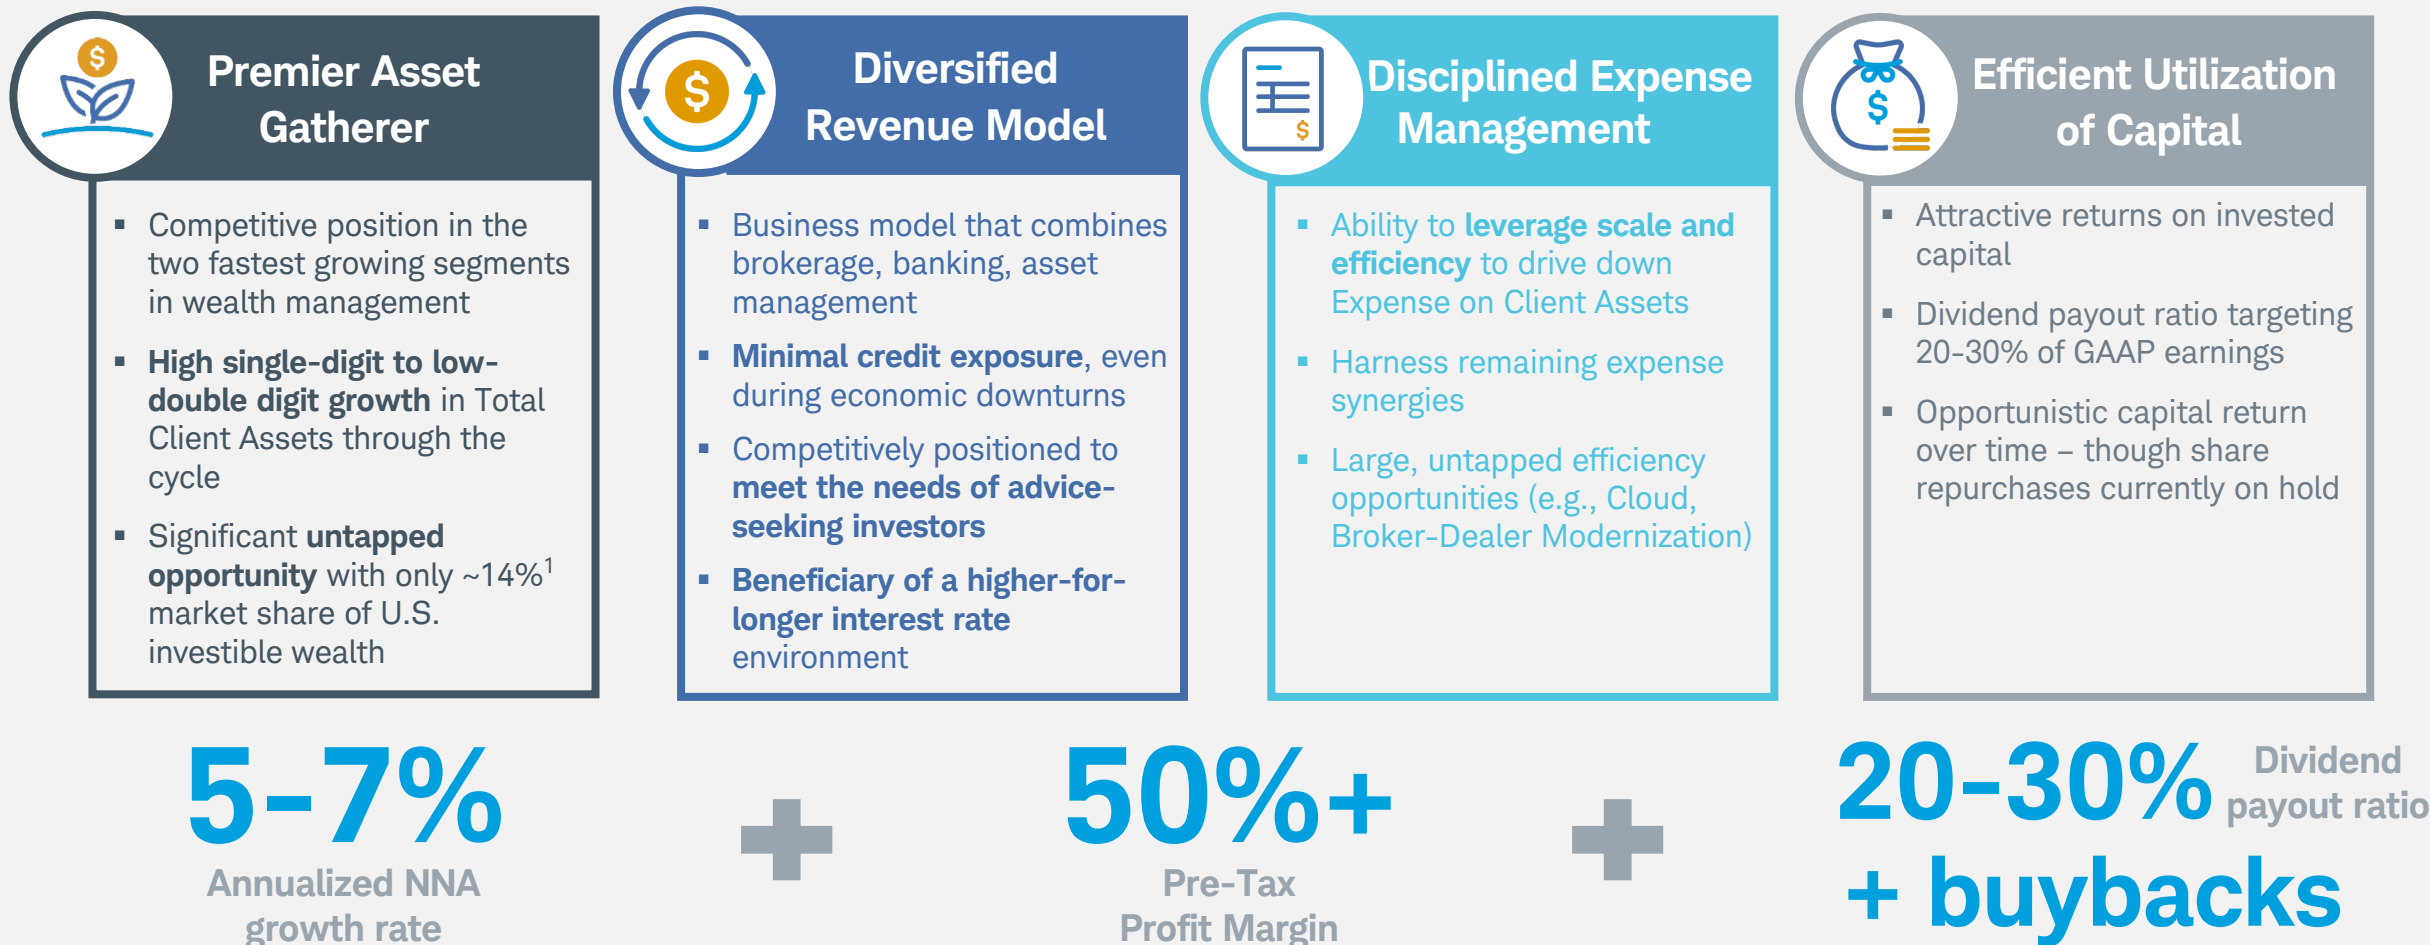 Premier Asset
Gatherer
▪ Competitive position in the
two fastest growing segments
in wealth management
▪ High single-digit to low-
double digit growth in Total
Client Assets through the
cycle
▪ Significant untapped
opportunity with only ~14%¹
market share of U.S.
investible wealth
Diversified
Revenue Model
▪ Business model that combines
brokerage, banking, asset
management
▪ Minimal credit exposure, even
during economic downturns
▪ Competitively positioned to
meet the needs of advice-
seeking investors
▪ Beneficiary of a higher-for-
longer interest rate
environment
Disciplined Expense
Management
▪ Ability to leverage scale and
efficiency to drive down
Expense on Client Assets
▪ Harness remaining expense
synergies
▪ Large, untapped efficiency
opportunities (e.g., Cloud,
Broker-Dealer Modernization)
Efficient Utilization
of Capital
▪ Attractive returns on invested
capital
▪ Dividend payout ratio targeting
20-30% of GAAP earnings
▪ Opportunistic capital return
over time – though share
repurchases currently on hold
5-7%
Annualized NNA
growth rate
+
50%+
Pre-Tax
Profit Margin
+
20-30%
Dividend
payout ratio
+ buybacks